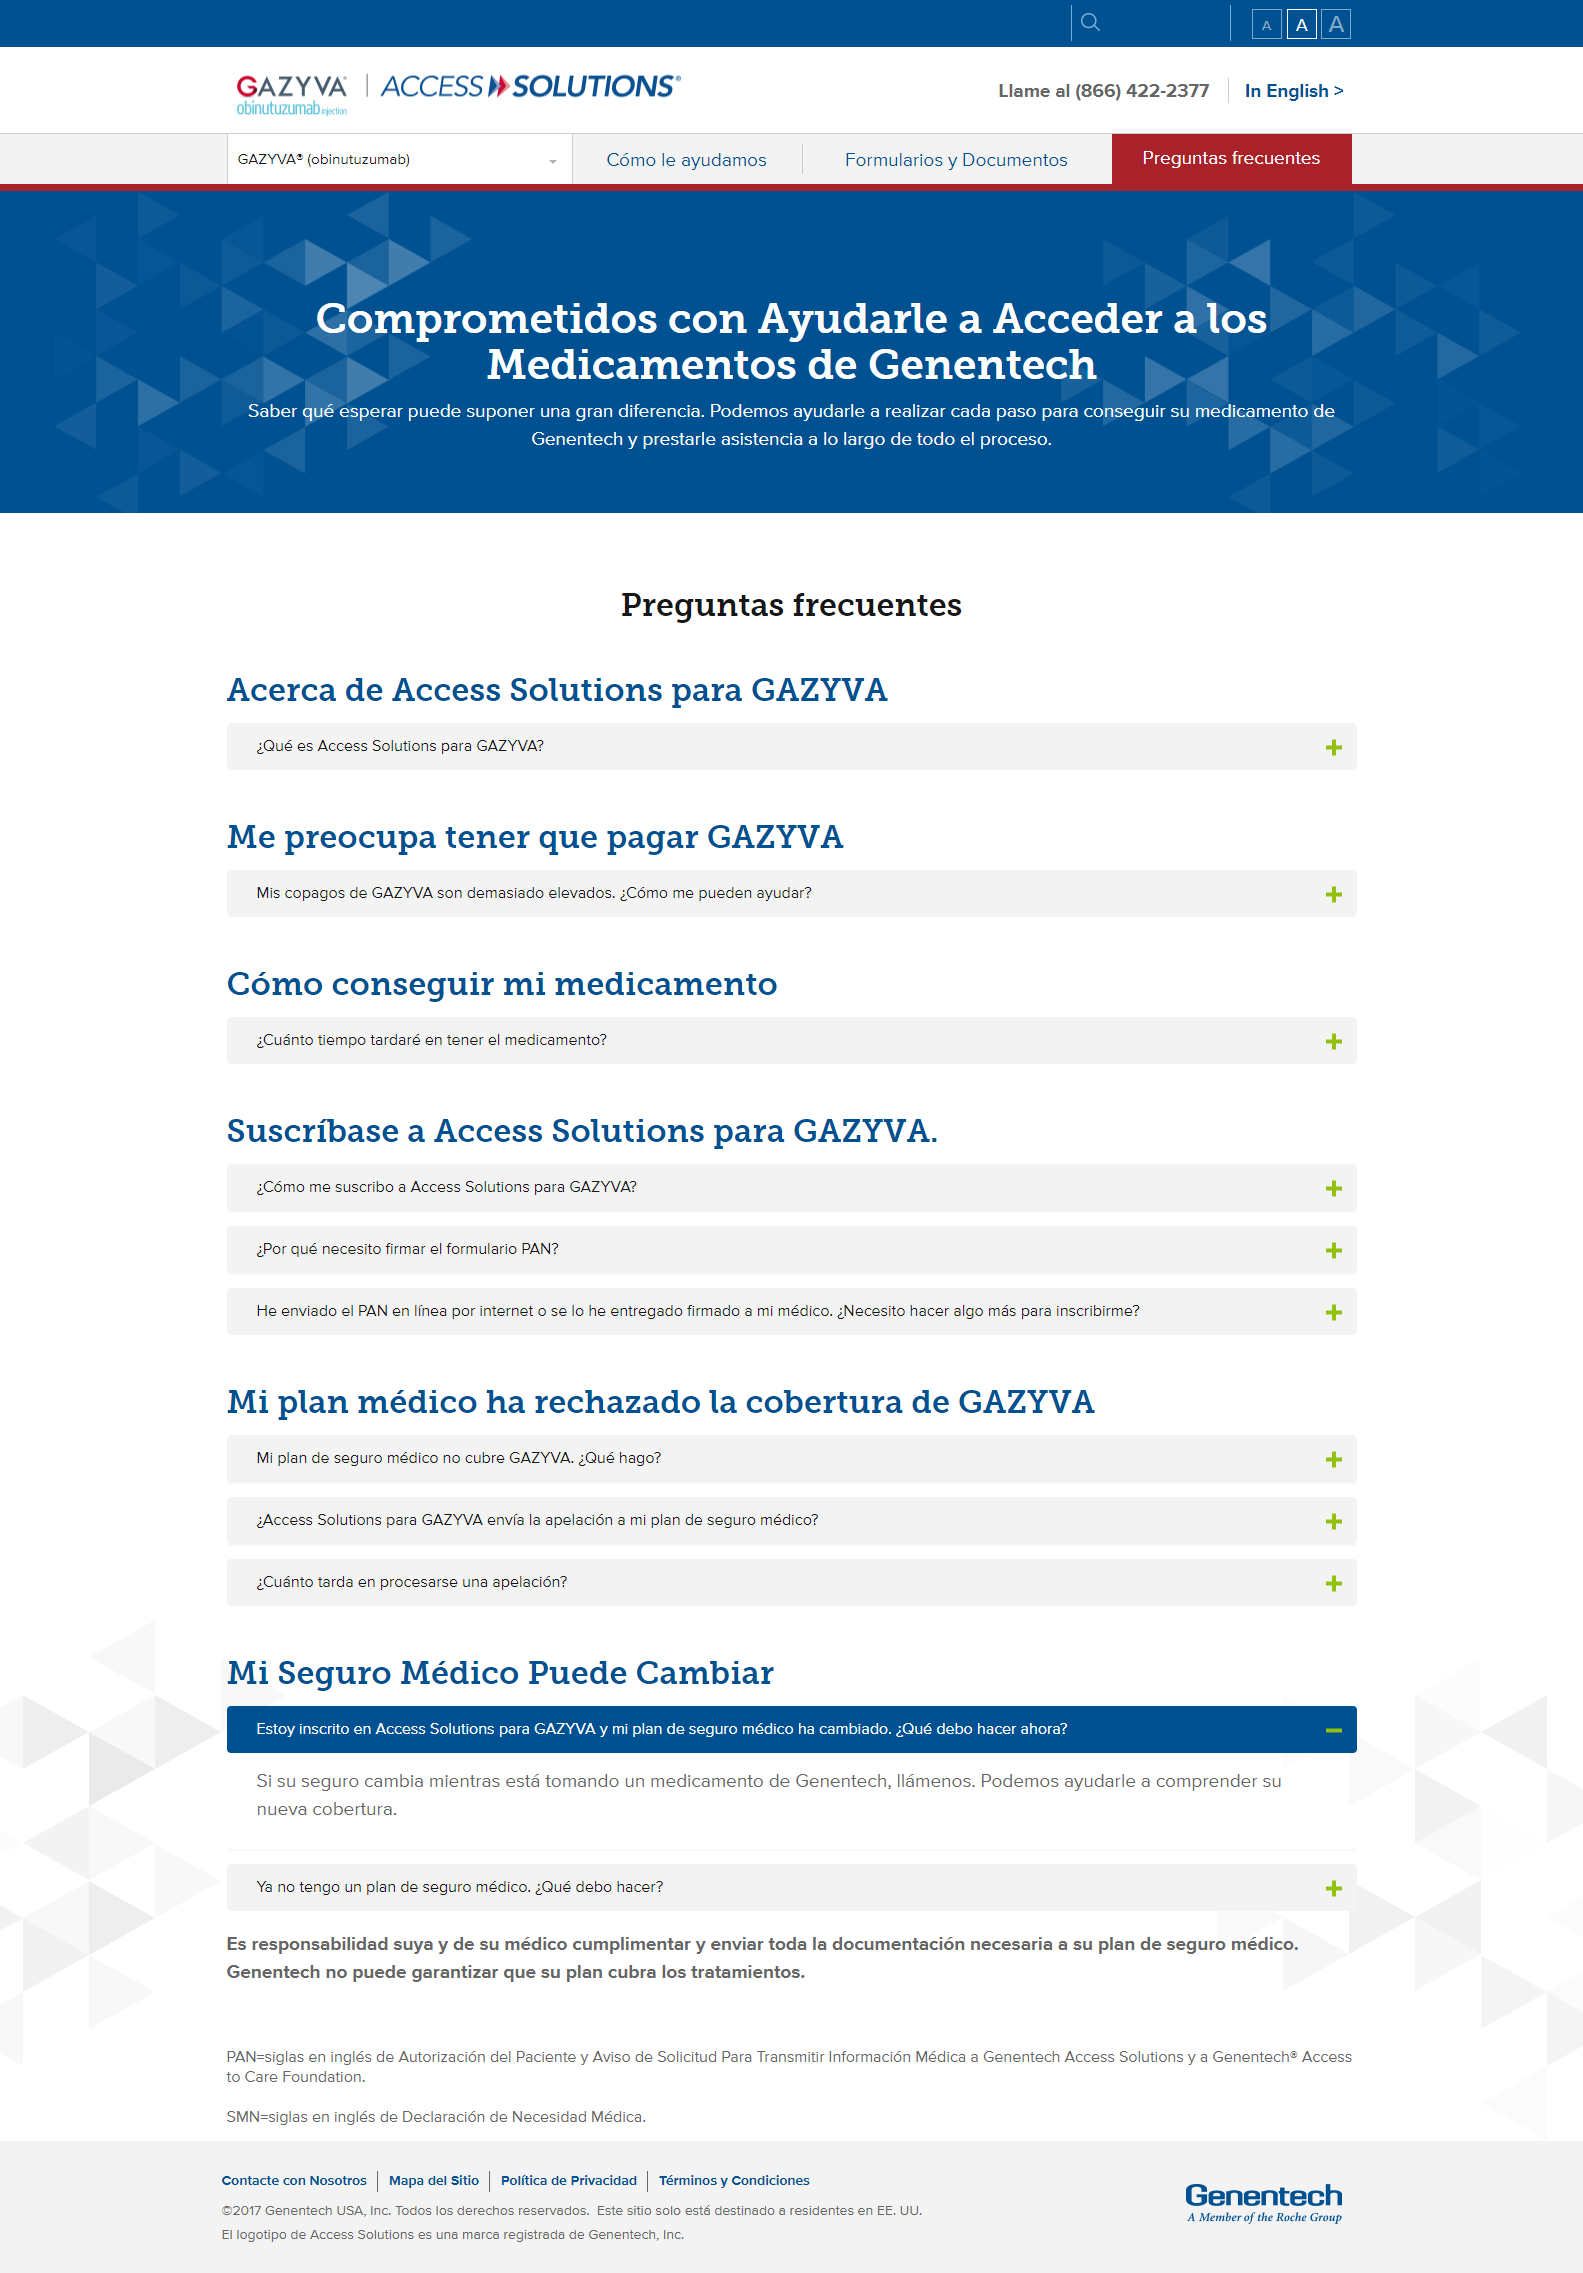 A A A
GAZYVA® | ACCESS SOLUTIONS®
obinutuzumab injection
Llame al (866) 422-2377
In English >
GAZYVA® (obinutuzumab)
Cómo le ayudamos
Formularios y Documentos
Preguntas frecuentes
Comprometidos con Ayudarle a Acceder a los
Medicamentos de Genentech
Saber qué esperar puede suponer una gran diferencia. Podemos ayudarle a realizar cada paso para conseguir su medicamento de
Genentech y prestarle asistencia a lo largo de todo el proceso.
Preguntas frecuentes
Acerca de Access Solutions para GAZYVA
¿Qué es Access Solutions para GAZYVA?
Me preocupa tener que pagar GAZYVA
Mis copagos de GAZYVA son demasiado elevados. ¿Cómo me pueden ayudar?
Cómo conseguir mi medicamento
¿Cuánto tiempo tardaré en tener el medicamento?
Suscríbase a Access Solutions para GAZYVA.
¿Cómo me suscribo a Access Solutions para GAZYVA?
¿Por qué necesito firmar el formulario PAN?
He enviado el PAN en línea por internet o se lo he entregado firmado a mi médico. ¿Necesito hacer algo más para inscribirme?
Mi plan médico ha rechazado la cobertura de GAZYVA
Mi plan de seguro médico no cubre GAZYVA. ¿Qué hago?
¿Access Solutions para GAZYVA envía la apelación a mi plan de seguro médico?
¿Cuánto tarda en procesarse una apelación?
Mi Seguro Médico Puede Cambiar
Estoy inscrito en Access Solutions para GAZYVA y mi plan de seguro médico ha cambiado. ¿Qué debo hacer ahora?
Si su seguro cambia mientras está tomando un medicamento de Genentech, llámenos. Podemos ayudarle a comprender su
nueva cobertura.
Ya no tengo un plan de seguro médico. ¿Qué debo hacer?
Es responsabilidad suya y de su médico cumplimentar y enviar toda la documentación necesaria a su plan de seguro médico.
Genentech no puede garantizar que su plan cubra los tratamientos.
PAN=siglas en inglés de Autorización del Paciente y Aviso de Solicitud Para Transmitir Información Médica a Genentech Access Solutions y a Genentech® Access
to Care Foundation.
SMN=siglas en inglés de Declaración de Necesidad Médica.
Contacte con Nosotros | Mapa del Sitio | Política de Privacidad | Términos y Condiciones
©2017 Genentech USA, Inc. Todos los derechos reservados. Este sitio solo está destinado a residentes en EE. UU.
El logotipo de Access Solutions es una marca registrada de Genentech, Inc.
Genentech
A Member of the Roche Group